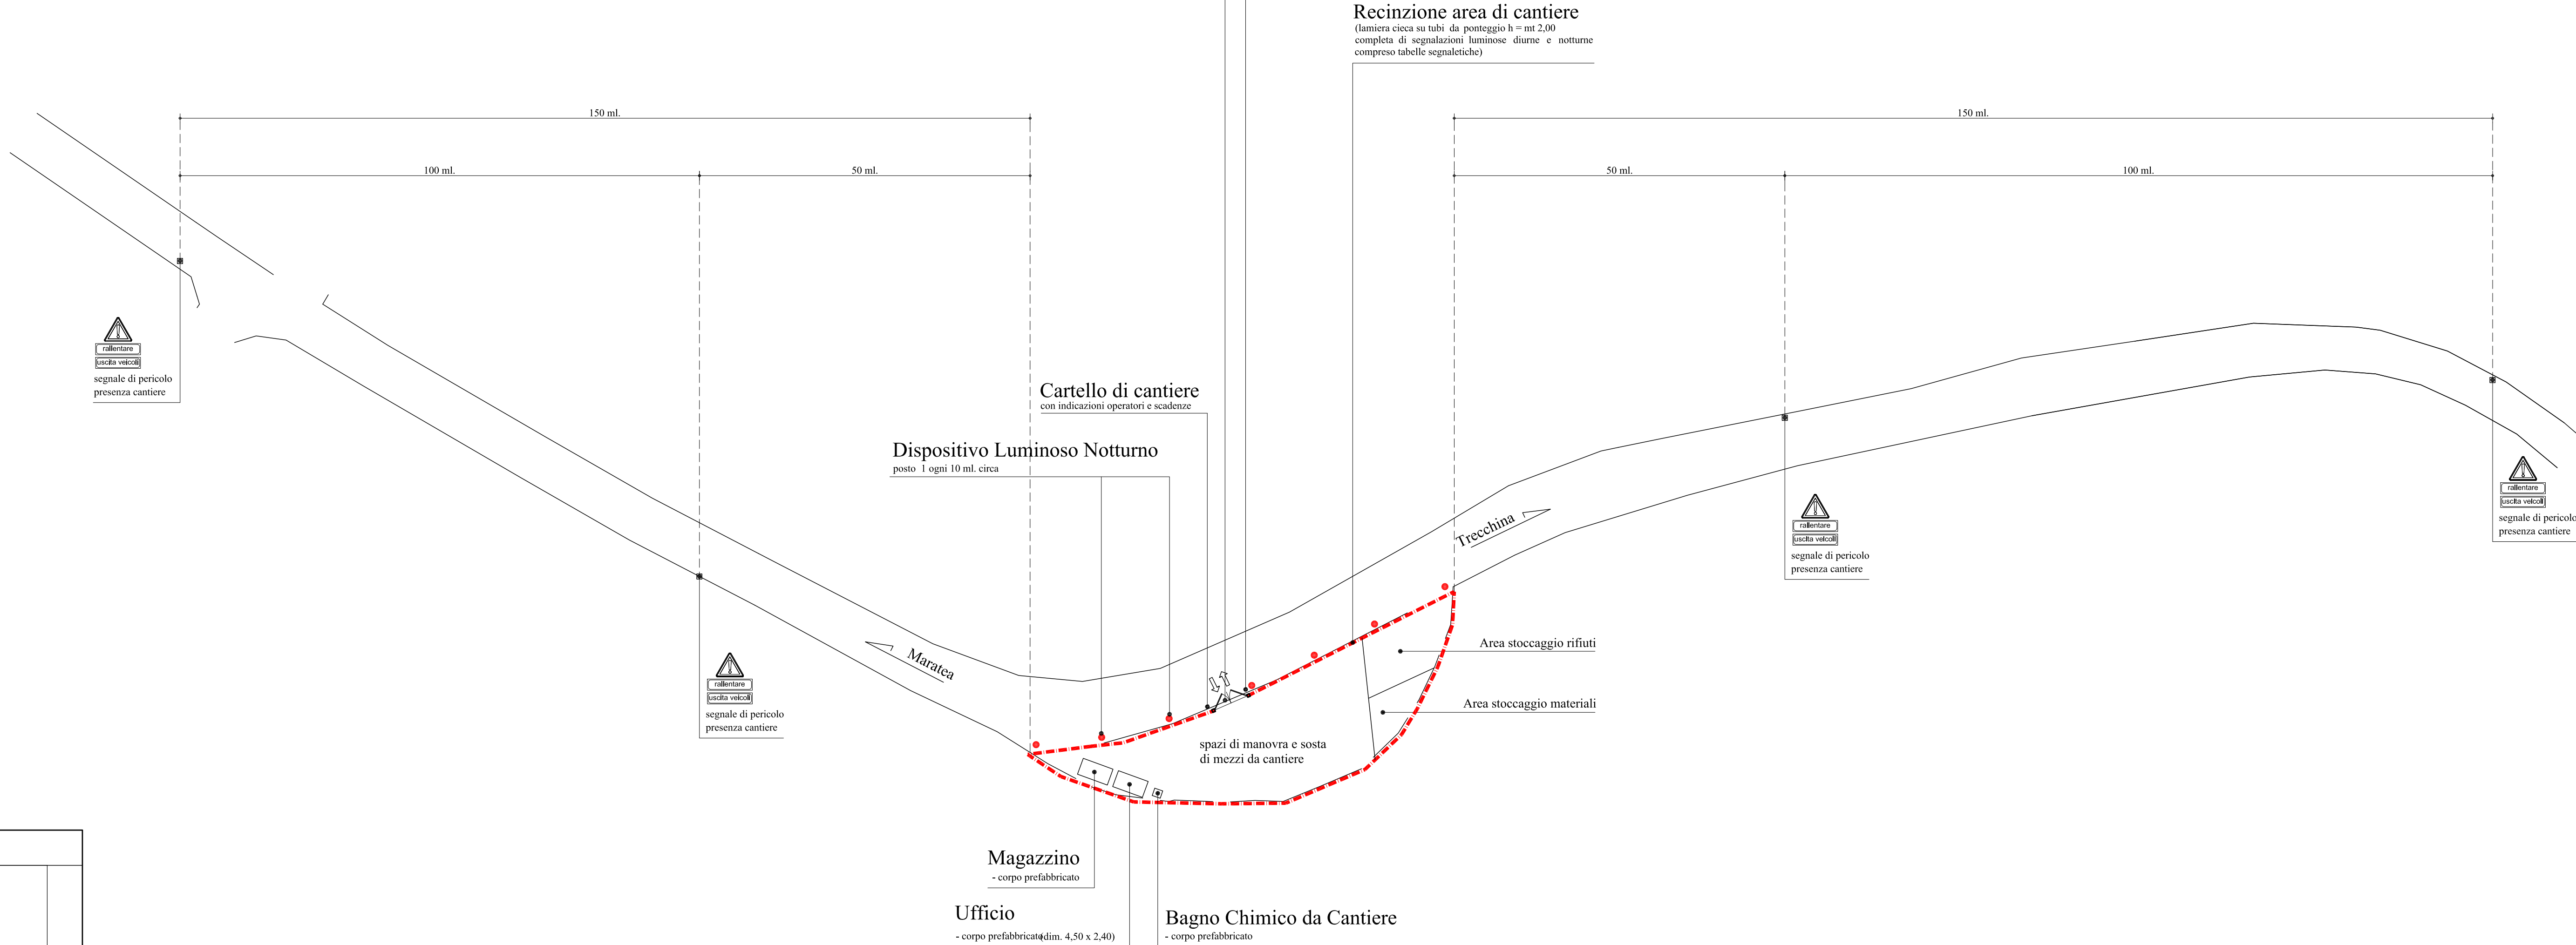 Recinzione area di cantiere
(lamiera cieca su tubi da ponteggio h = mt 2,00
completa di segnalazioni luminose diurne e notturne
compreso tabelle segnaletiche)
150 ml.
150 ml.
100 ml.
50 ml.
50 ml.
100 ml.
rallentare
uscita veicoli
segnale di pericolo
presenza cantiere
Cartello di cantiere
con indicazioni operatori e scadenze
Dispositivo Luminoso Notturno
posto 1 ogni 10 ml. circa
rallentare
uscita veicoli
segnale di pericolo
presenza cantiere
Trecchina
rallentare
uscita veicoli
segnale di pericolo
presenza cantiere
Maratea
rallentare
uscita veicoli
segnale di pericolo
presenza cantiere
Area stoccaggio rifiuti
Area stoccaggio materiali
spazi di manovra e sosta
di mezzi da cantiere
Magazzino
- corpo prefabbricato
Ufficio
- corpo prefabbricato (dim. 4,50 x 2,40)
Bagno Chimico da Cantiere
- corpo prefabbricato